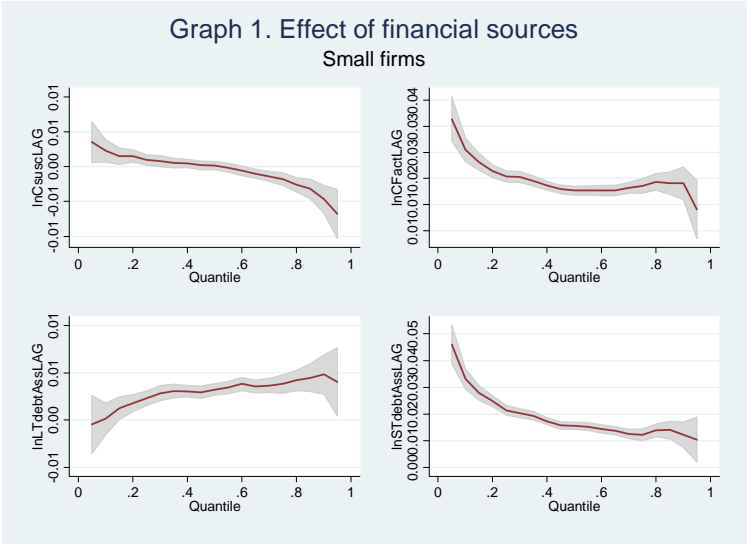 Graph 1. Effect of financial sources
Small firms
lnCsuscLAG
-0.01 -0.01 0.00 0.01 0.01
0 .2 .4 .6 .8 1
Quantile
lnCFactLAG
0.010.010.020.030.030.04
0 .2 .4 .6 .8 1
Quantile
lnLTdebtAssLAG
-0.01 0.00 0.01 0.01
0 .2 .4 .6 .8 1
Quantile
lnSTdebtAssLAG
0.000.010.020.030.040.05
0 .2 .4 .6 .8 1
Quantile